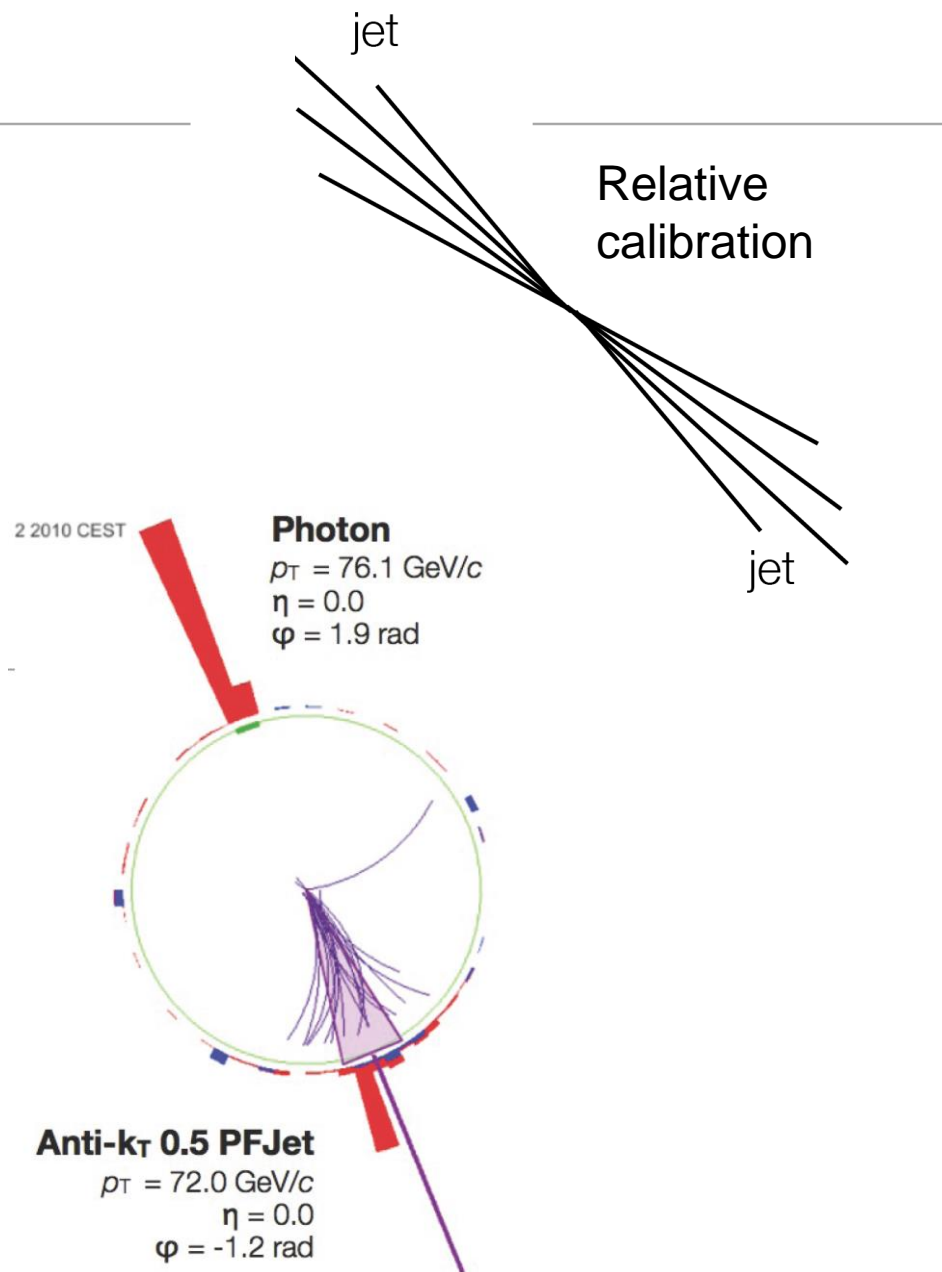 jet
Relative
calibration
jet
2 2010 CEST
Photon
pT = 76.1 GeV/c
η = 0.0
φ = 1.9 rad
Anti-kT 0.5 PFJet
pT = 72.0 GeV/c
η = 0.0
φ = -1.2 rad